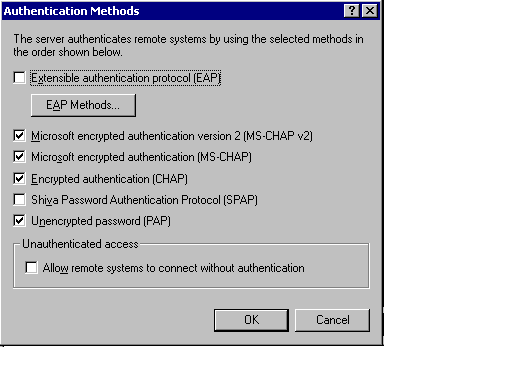 Authentication Methods
The server authenticates remote systems by using the selected methods in
the order shown below.
Extensible authentication protocol (EAP)
EAP Methods...
Microsoft encrypted authentication version 2 (MS-CHAP v2)
Microsoft encrypted authentication (MS-CHAP)
Encrypted authentication (CHAP)
Shiva Password Authentication Protocol (SPAP)
Unencrypted password (PAP)
Unauthenticated access
Allow remote systems to connect without authentication
OK Cancel